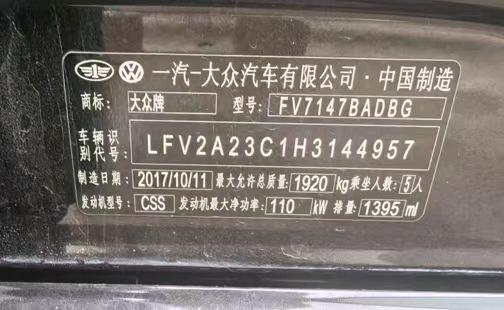 一汽-大众汽车有限公司·中国制造
商标: 大众牌 型号: FV7147BADBG
车辆识别代号: LFV2A23C1H3144957
制造日期: 2017/10/11 最大允许总质量: 1920 kg 乘坐人数: 5人
发动机型号: CSS 发动机最大净功率: 110 kW 排量: 1395 ml